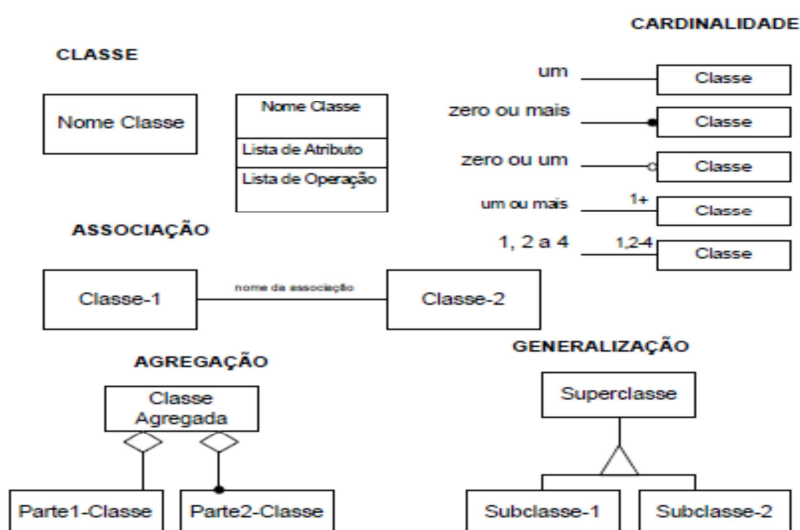 CARDINALIDADE
CLASSE
Nome Classe
Nome Classe
Lista de Atributo
Lista de Operação
um
Classe
zero ou mais
Classe
zero ou um
Classe
um ou mais
1+
Classe
1, 2 a 4
1,2-4
Classe
ASSOCIAÇÃO
Classe-1
nome da associação
Classe-2
AGREGAÇÃO
Classe
Agregada
Parte1-Classe
Parte2-Classe
GENERALIZAÇÃO
Superclasse
Subclasse-1
Subclasse-2